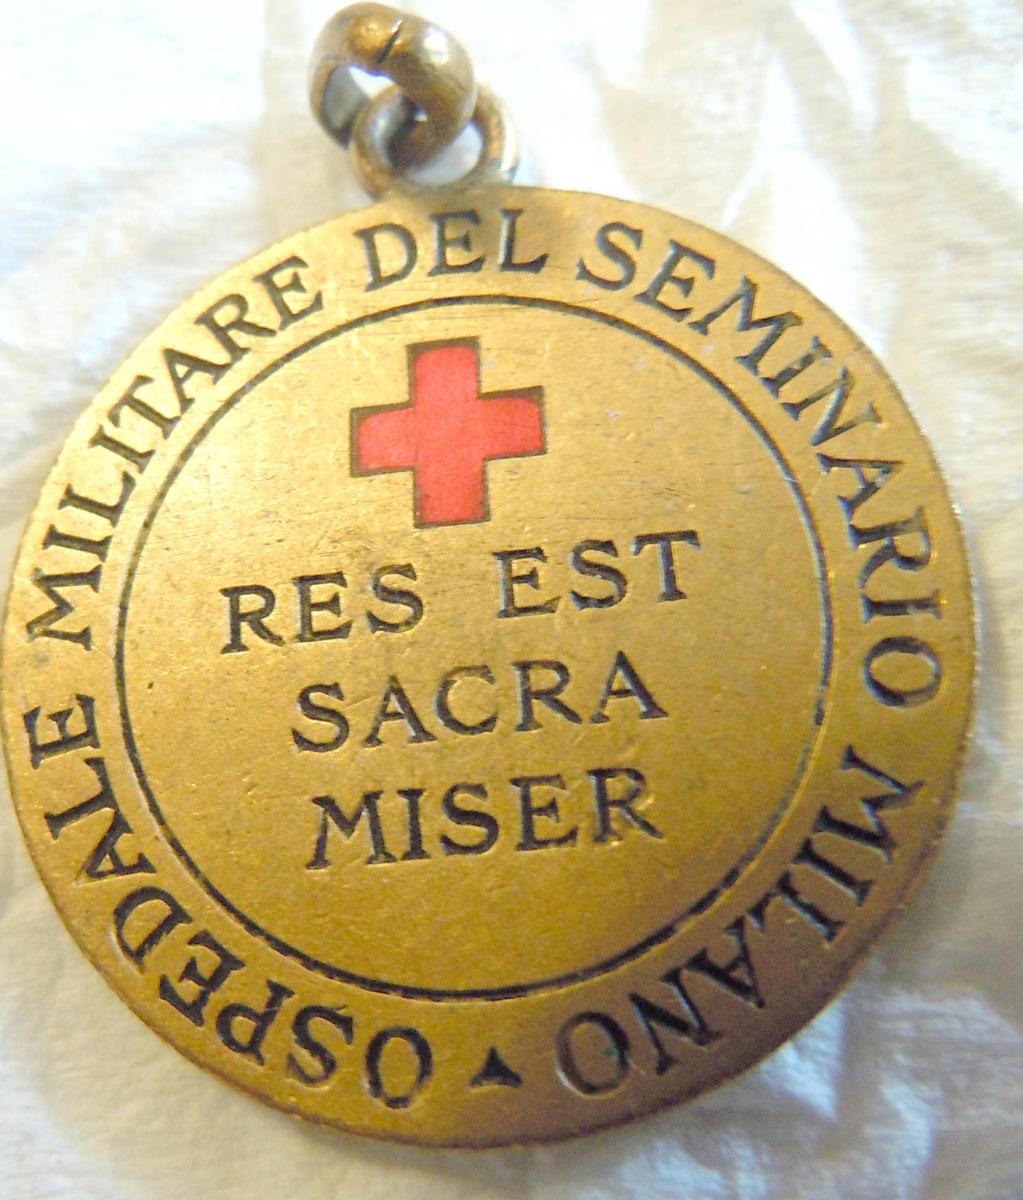 OSPEDALE MILITARE DEL SEMINARIO MILANO
RES EST
SACRA
MISER